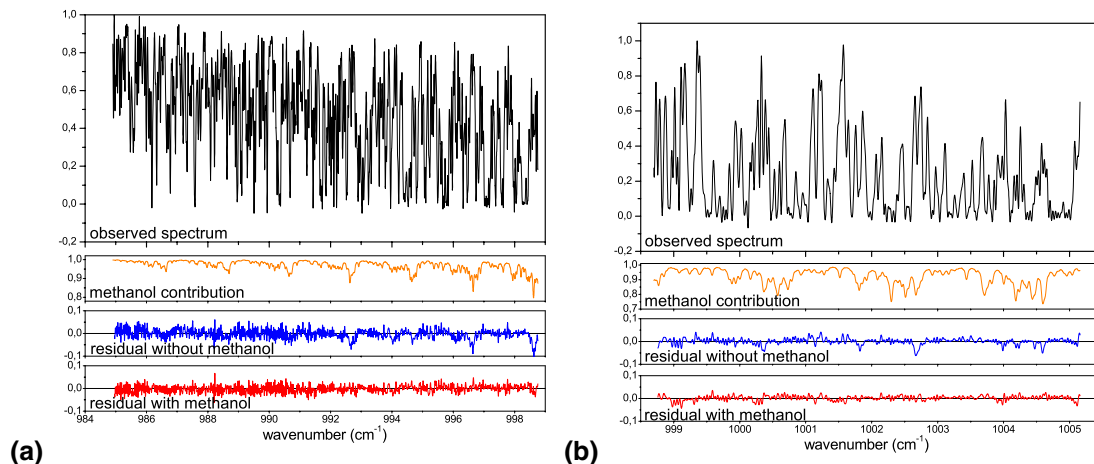 1,0
0,8
0,6
0,4
0,2
0,0
-0,2
observed spectrum
1,0
0,9
0,8
methanol contribution
0,1
0,0
-0,1
residual without methanol
0,1
0,0
-0,1
residual with methanol
984 986 988 990 992 994 996 998
wavenumber (cm⁻¹)
(a)
1,0
0,8
0,6
0,4
0,2
0,0
-0,2
observed spectrum
1,0
0,9
0,8
0,7
methanol contribution
0,1
0,0
-0,1
residual without methanol
0,1
0,0
-0,1
residual with methanol
999 1000 1001 1002 1003 1004 1005
wavenumber (cm⁻¹)
(b)